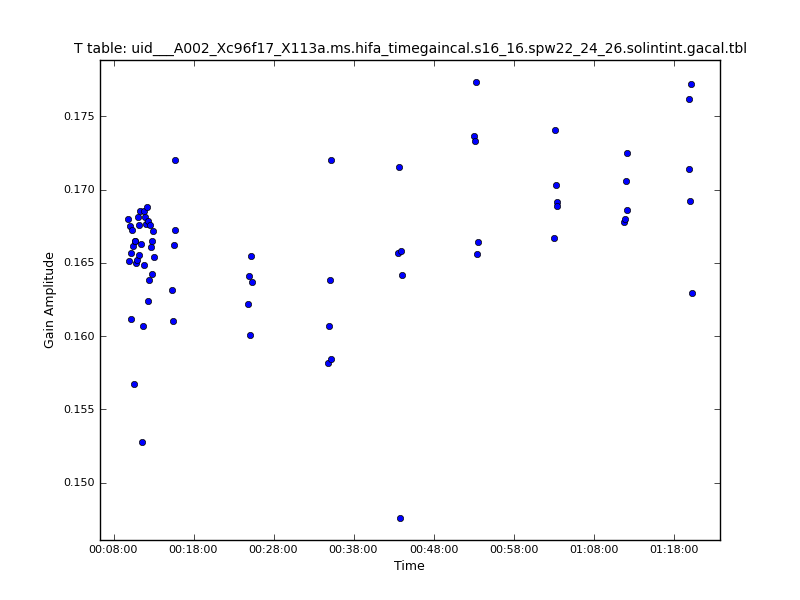 T table: uid___A002_Xc96f17_X113a.ms.hifa_timegaincal.s16_16.spw22_24_26.solintint.gacal.tbl
0.175
0.170
0.165
0.160
0.155
0.150
Gain Amplitude
00:08:00 00:18:00 00:28:00 00:38:00 00:48:00 00:58:00 01:08:00 01:18:00
Time